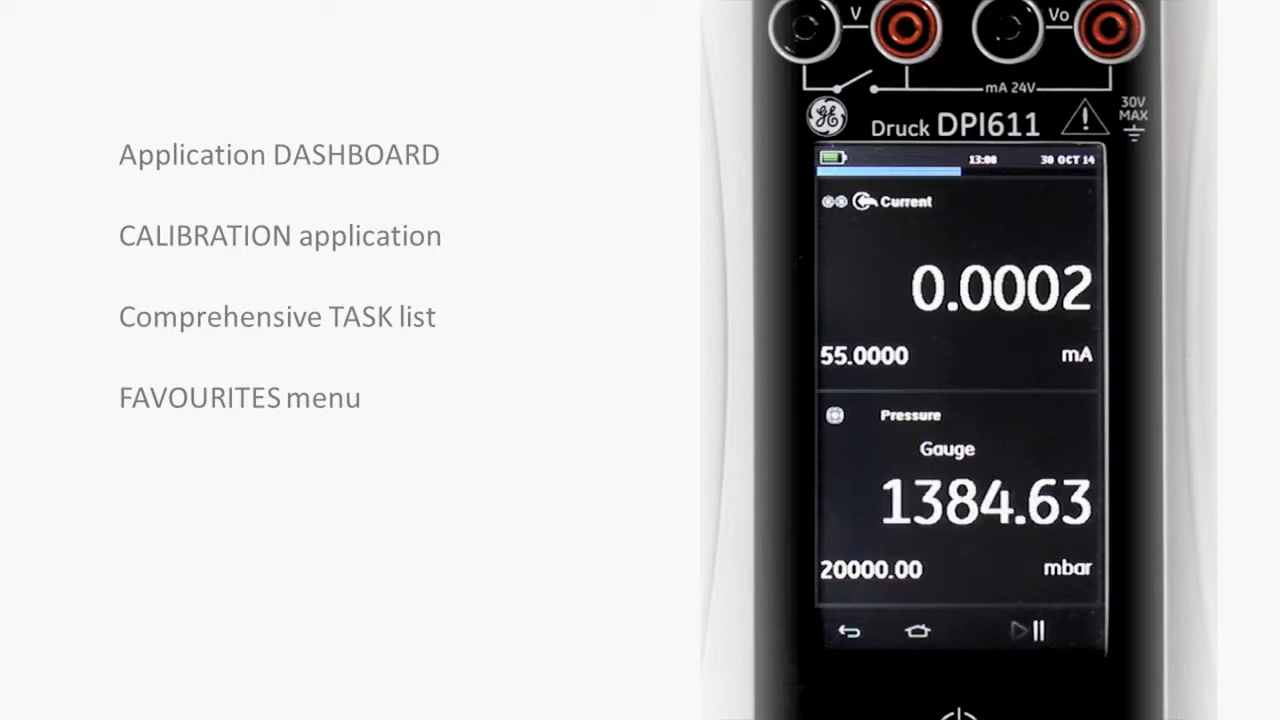 Application DASHBOARD
CALIBRATION application
Comprehensive TASK list
FAVOURITES menu
V
Vo
mA 24V
GE
Druck DPI611
30V
MAX
13:08
30 OCT 14
Current
0.0002
55.0000
mA
Pressure
Gauge
1384.63
20000.00
mbar